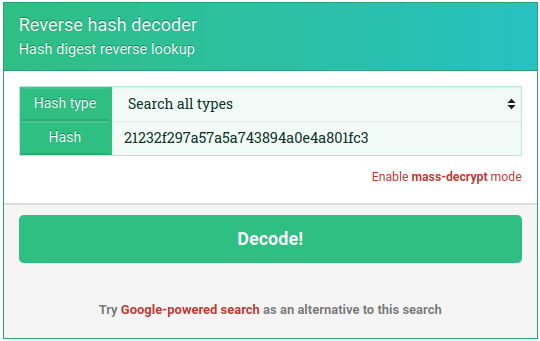 Reverse hash decoder
Hash digest reverse lookup
Hash type
Search all types
Hash
21232f297a57a5a743894a0e4a801fc3
Enable mass-decrypt mode
Decode!
Try Google-powered search as an alternative to this search